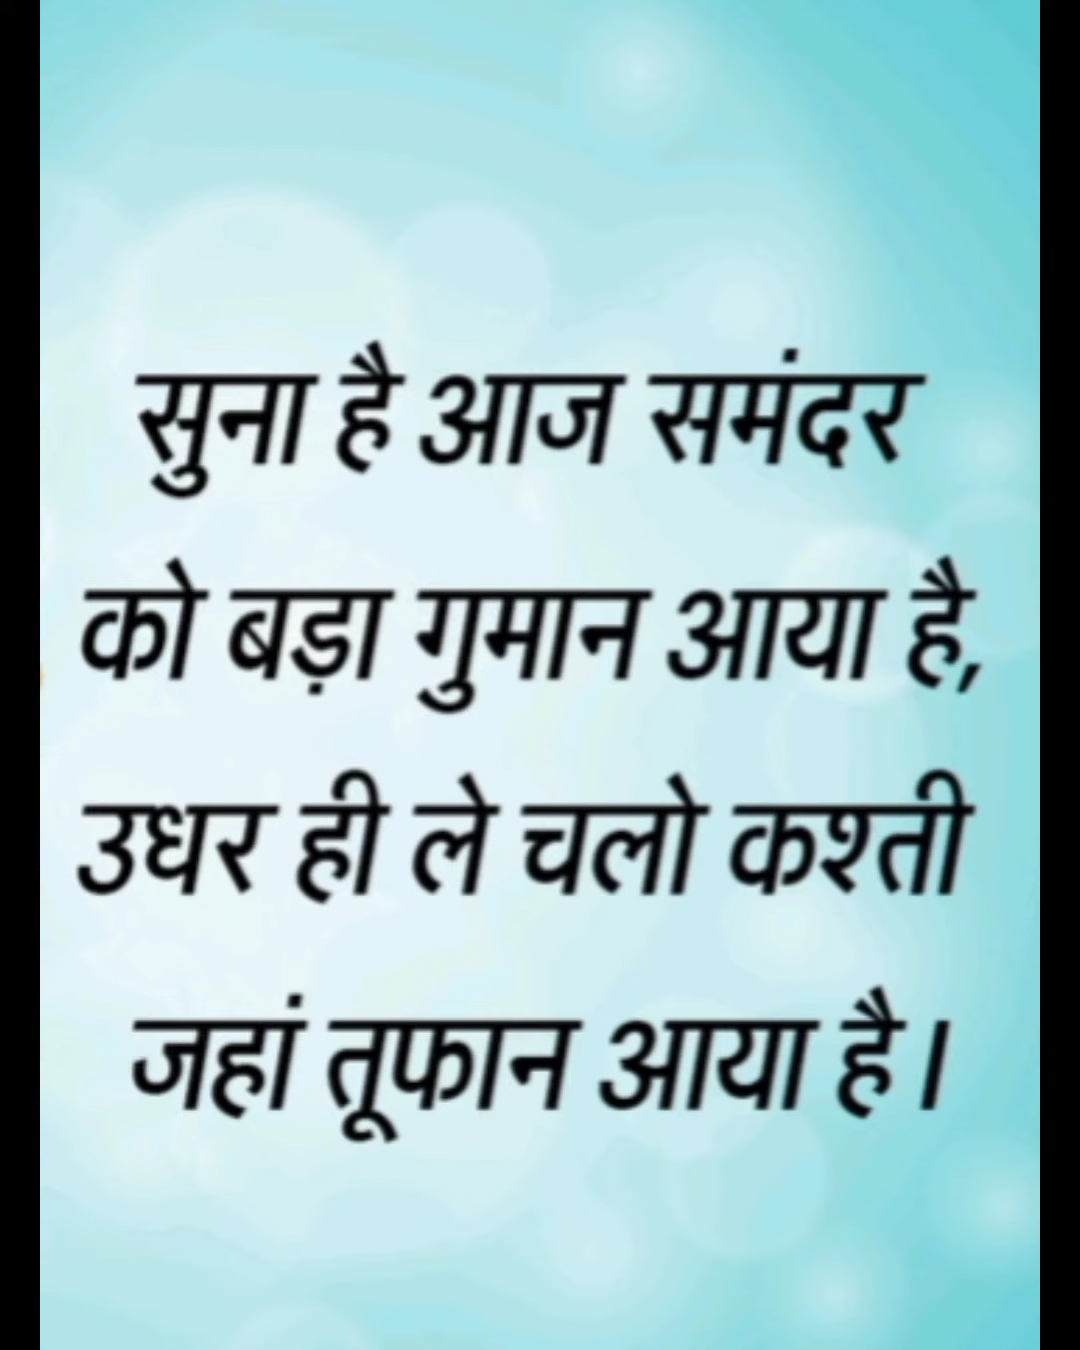 सुना है आज समंदर
को बड़ा गुमान आया है,
उधर ही ले चलो कश्ती
जहां तूफान आया है।